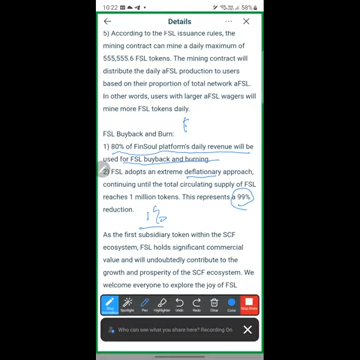 10:22
58%
Details
5) According to the FSL issuance rules, the
mining contract can mine a daily maximum of
555,555.6 FSL tokens. The mining contract will
distribute the daily aFSL production to users
based on their proportion of total network aFSL.
In other words, users with larger aFSL wagers will
mine more FSL tokens daily.
FSL Buyback and Burn:
1) 80% of FinSoul platform's daily revenue will be
used for FSL buyback and burning.
2) FSL adopts an extreme deflationary approach,
continuing until the total circulating supply of FSL
reaches 1 million tokens. This represents a 99%
reduction.
1%
As the first subsidiary token within the SCF
ecosystem, FSL holds significant commercial
value and will undoubtedly contribute to the
growth and prosperity of the SCF ecosystem. We
welcome everyone to explore the joy of FSL
Spotlight
Pen
Highlighter
Undo
Color
Who can see what you share here? Recording On